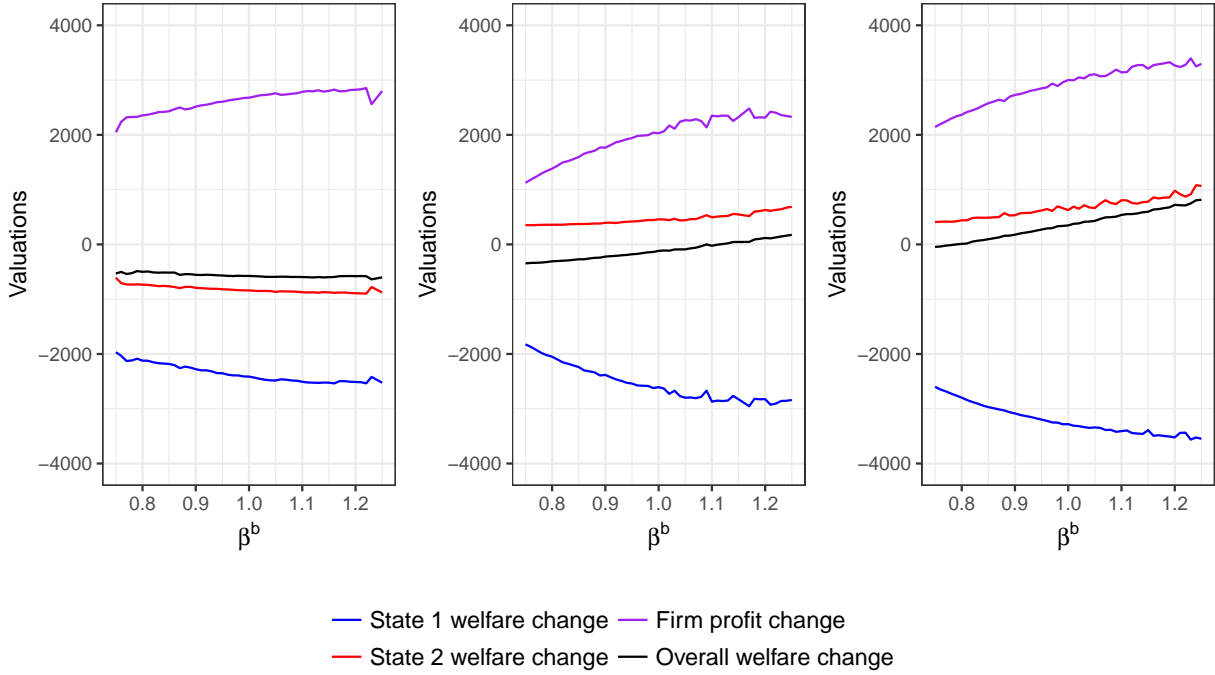 4000
2000
0
−2000
−4000
Valuations
0.8 0.9 1.0 1.1 1.2
βᵇ
4000
2000
0
−2000
−4000
Valuations
0.8 0.9 1.0 1.1 1.2
βᵇ
4000
2000
0
−2000
−4000
Valuations
0.8 0.9 1.0 1.1 1.2
βᵇ
State 1 welfare change
Firm profit change
State 2 welfare change
Overall welfare change